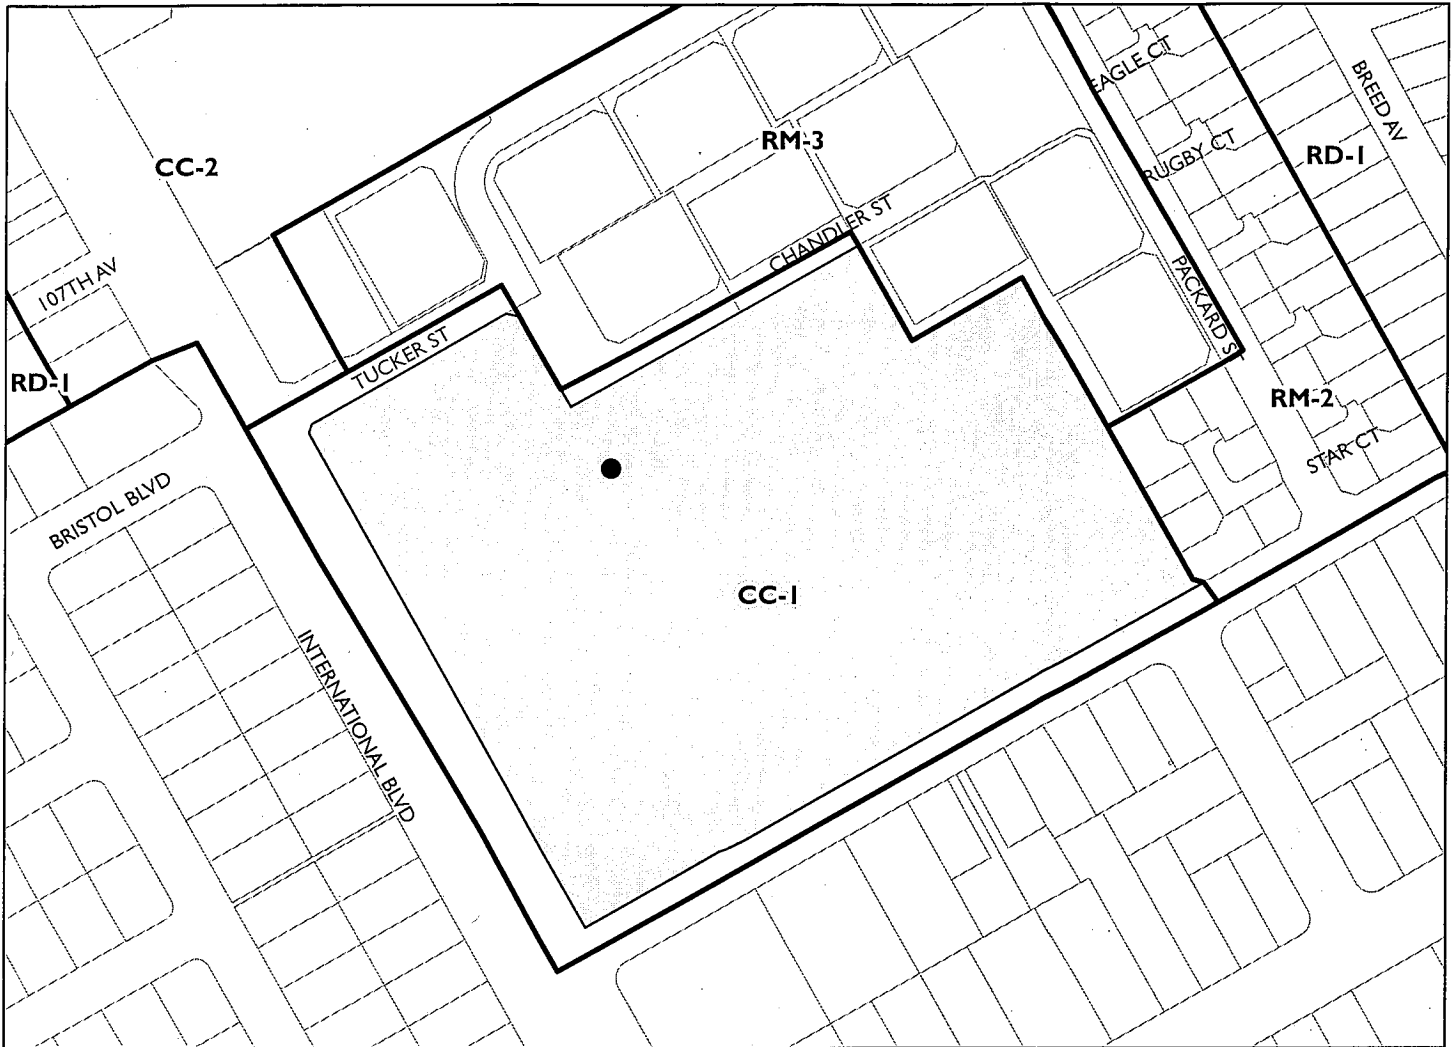 EAGLE CT
BREED AV
RM-3
RUGBY CT
RD-1
CC-2
CHANDLER ST
107TH AV
PACKARD S
TUCKER ST
RD-1
RM-2
STAR CT
BRISTOL BLVD
CC-1
INTERNATIONAL BLVD